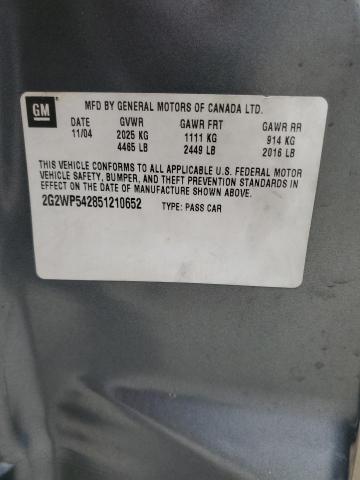 GM
MFD BY GENERAL MOTORS OF CANADA LTD.
DATE GVWR GAWR FRT GAWR RR
11/04 2025 KG 1111 KG 914 KG
4465 LB 2449 LB 2016 LB
THIS VEHICLE CONFORMS TO ALL APPLICABLE U.S. FEDERAL MOTOR
VEHICLE SAFETY, BUMPER, AND THEFT PREVENTION STANDARDS IN
EFFECT ON THE DATE OF MANUFACTURE SHOWN ABOVE.
2G2WP542851210652 TYPE: PASS CAR